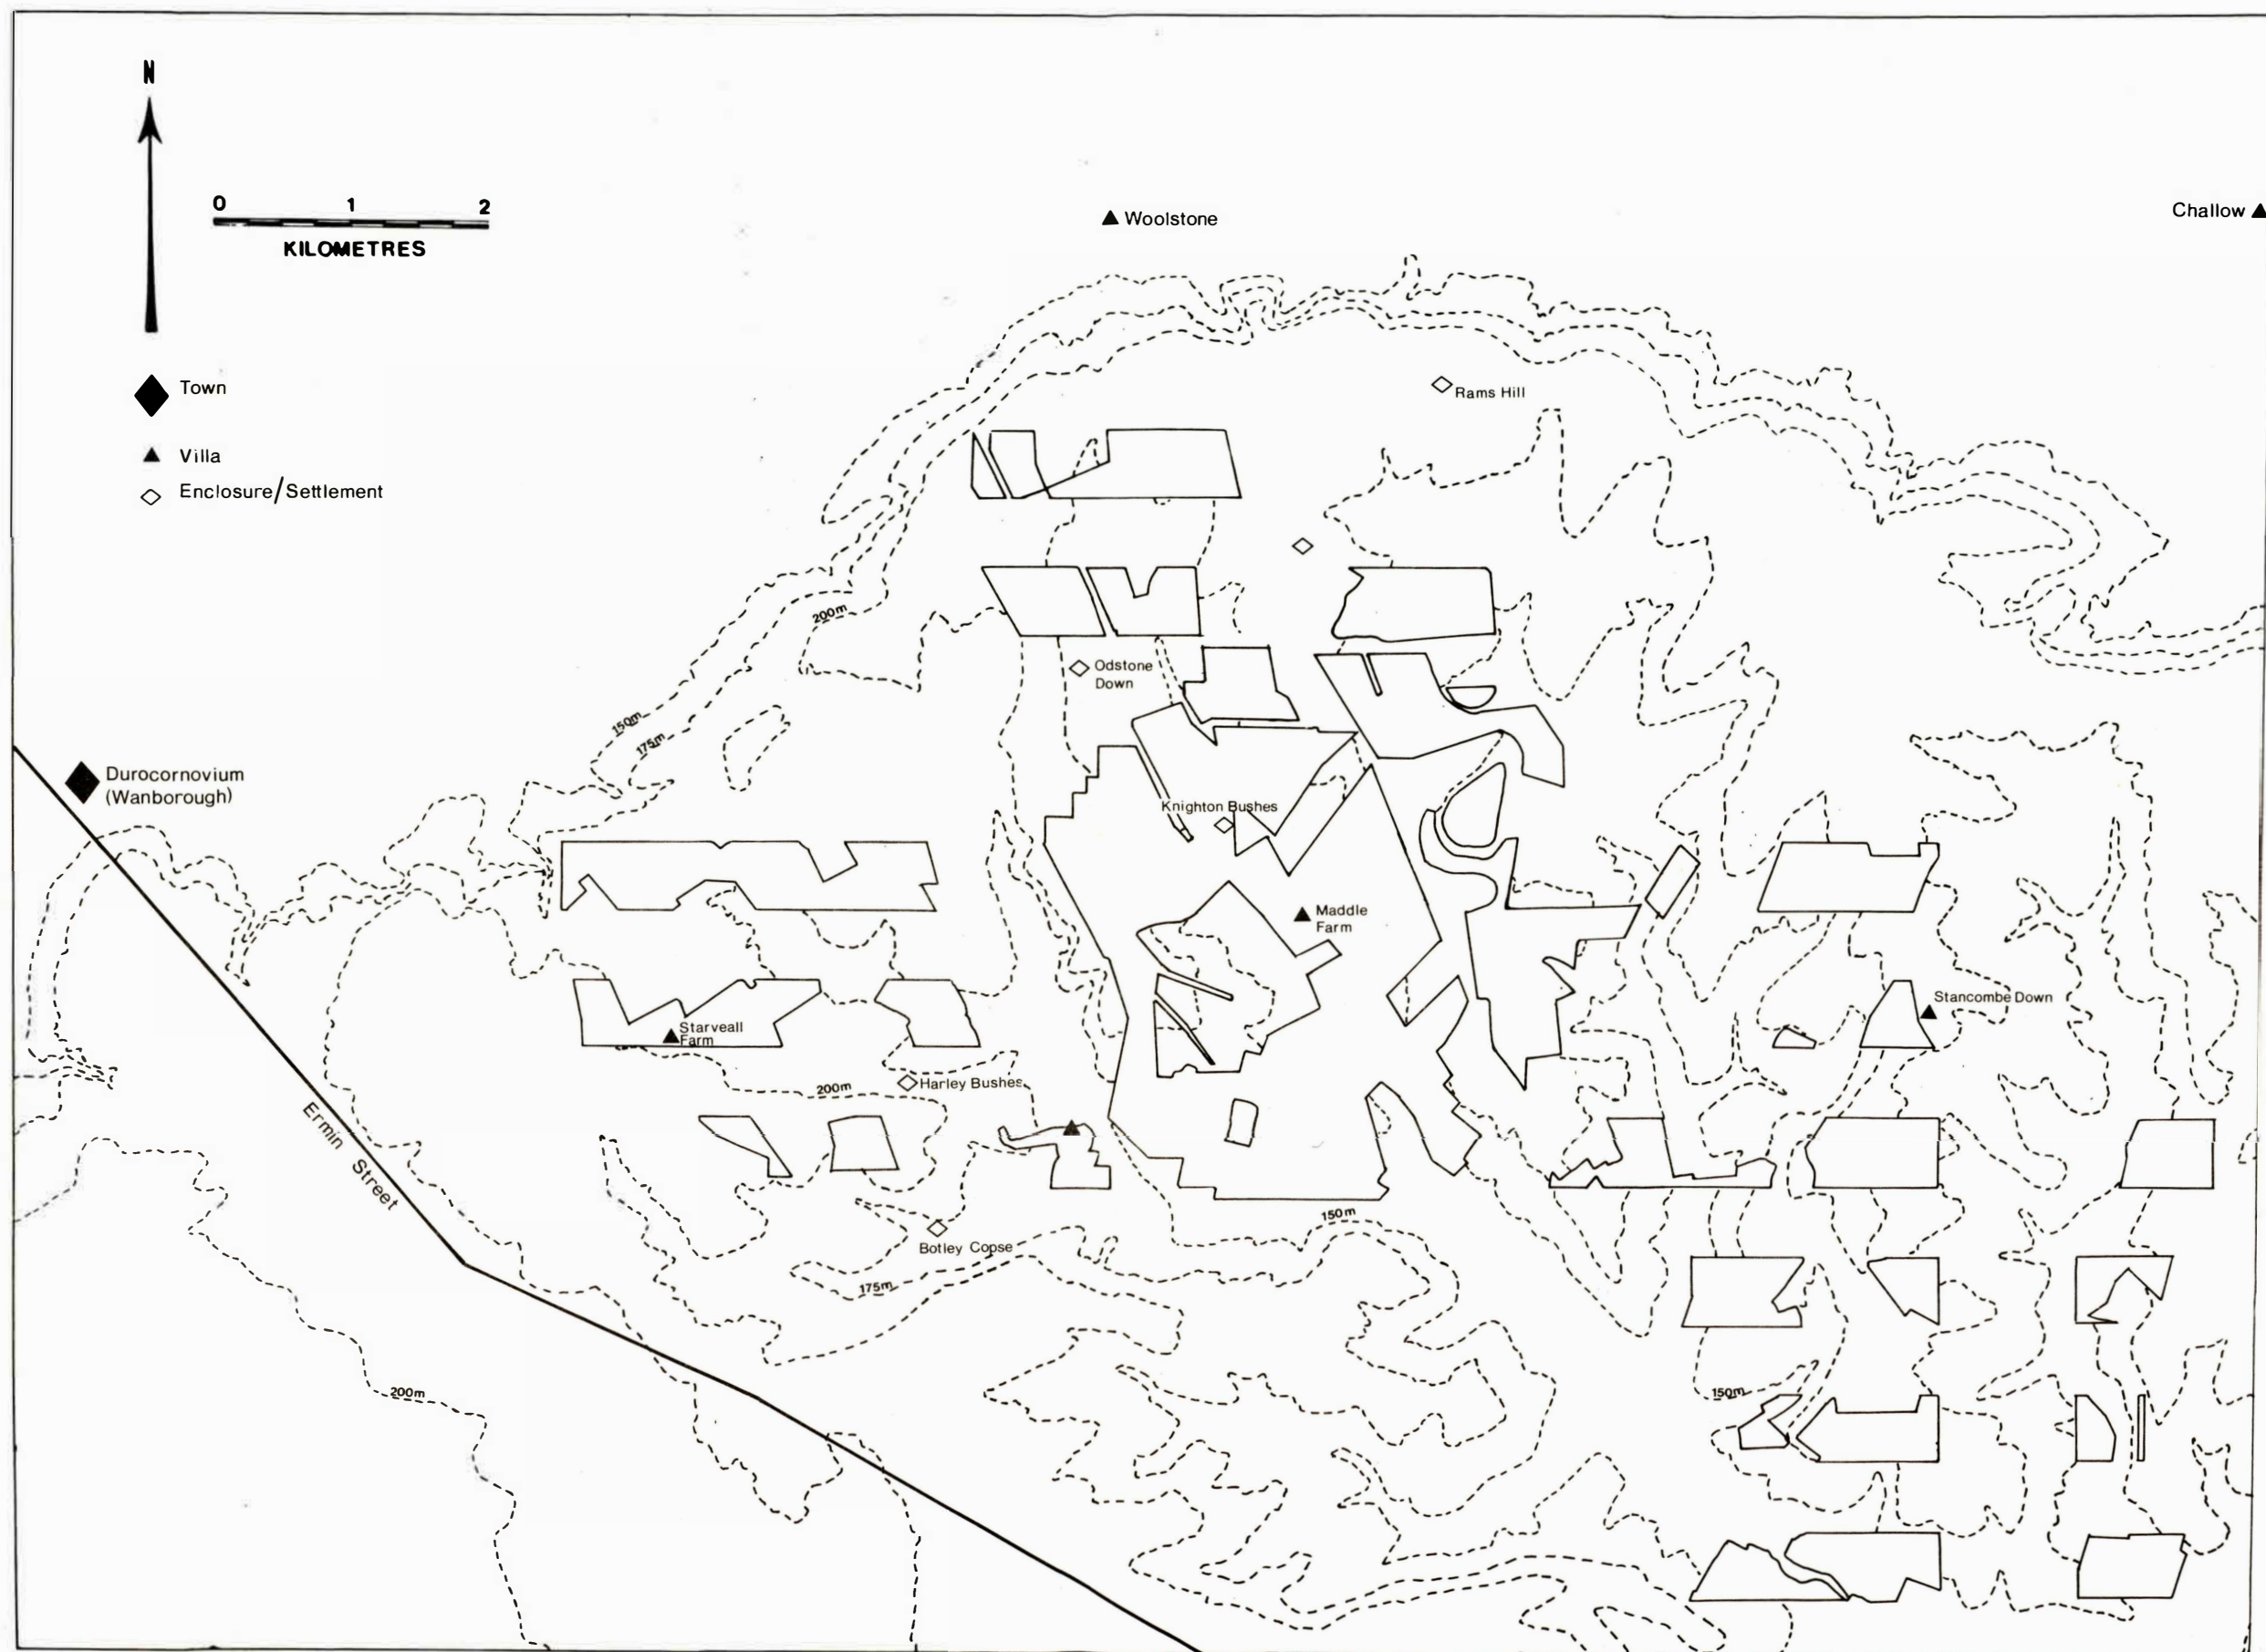 N
0 1 2
KILOMETRES
Woolstone
Challow
Town
Villa
Enclosure/Settlement
Rams Hill
200m
Odstone
Down
150m
175m
Durocornovium
(Wanborough)
Knighton Bushes
Maddle
Farm
Stancombe Down
Starveall
Farm
Harley Bushes
200m
Ermin Street
150m
Botley Copse
175m
200m
150m